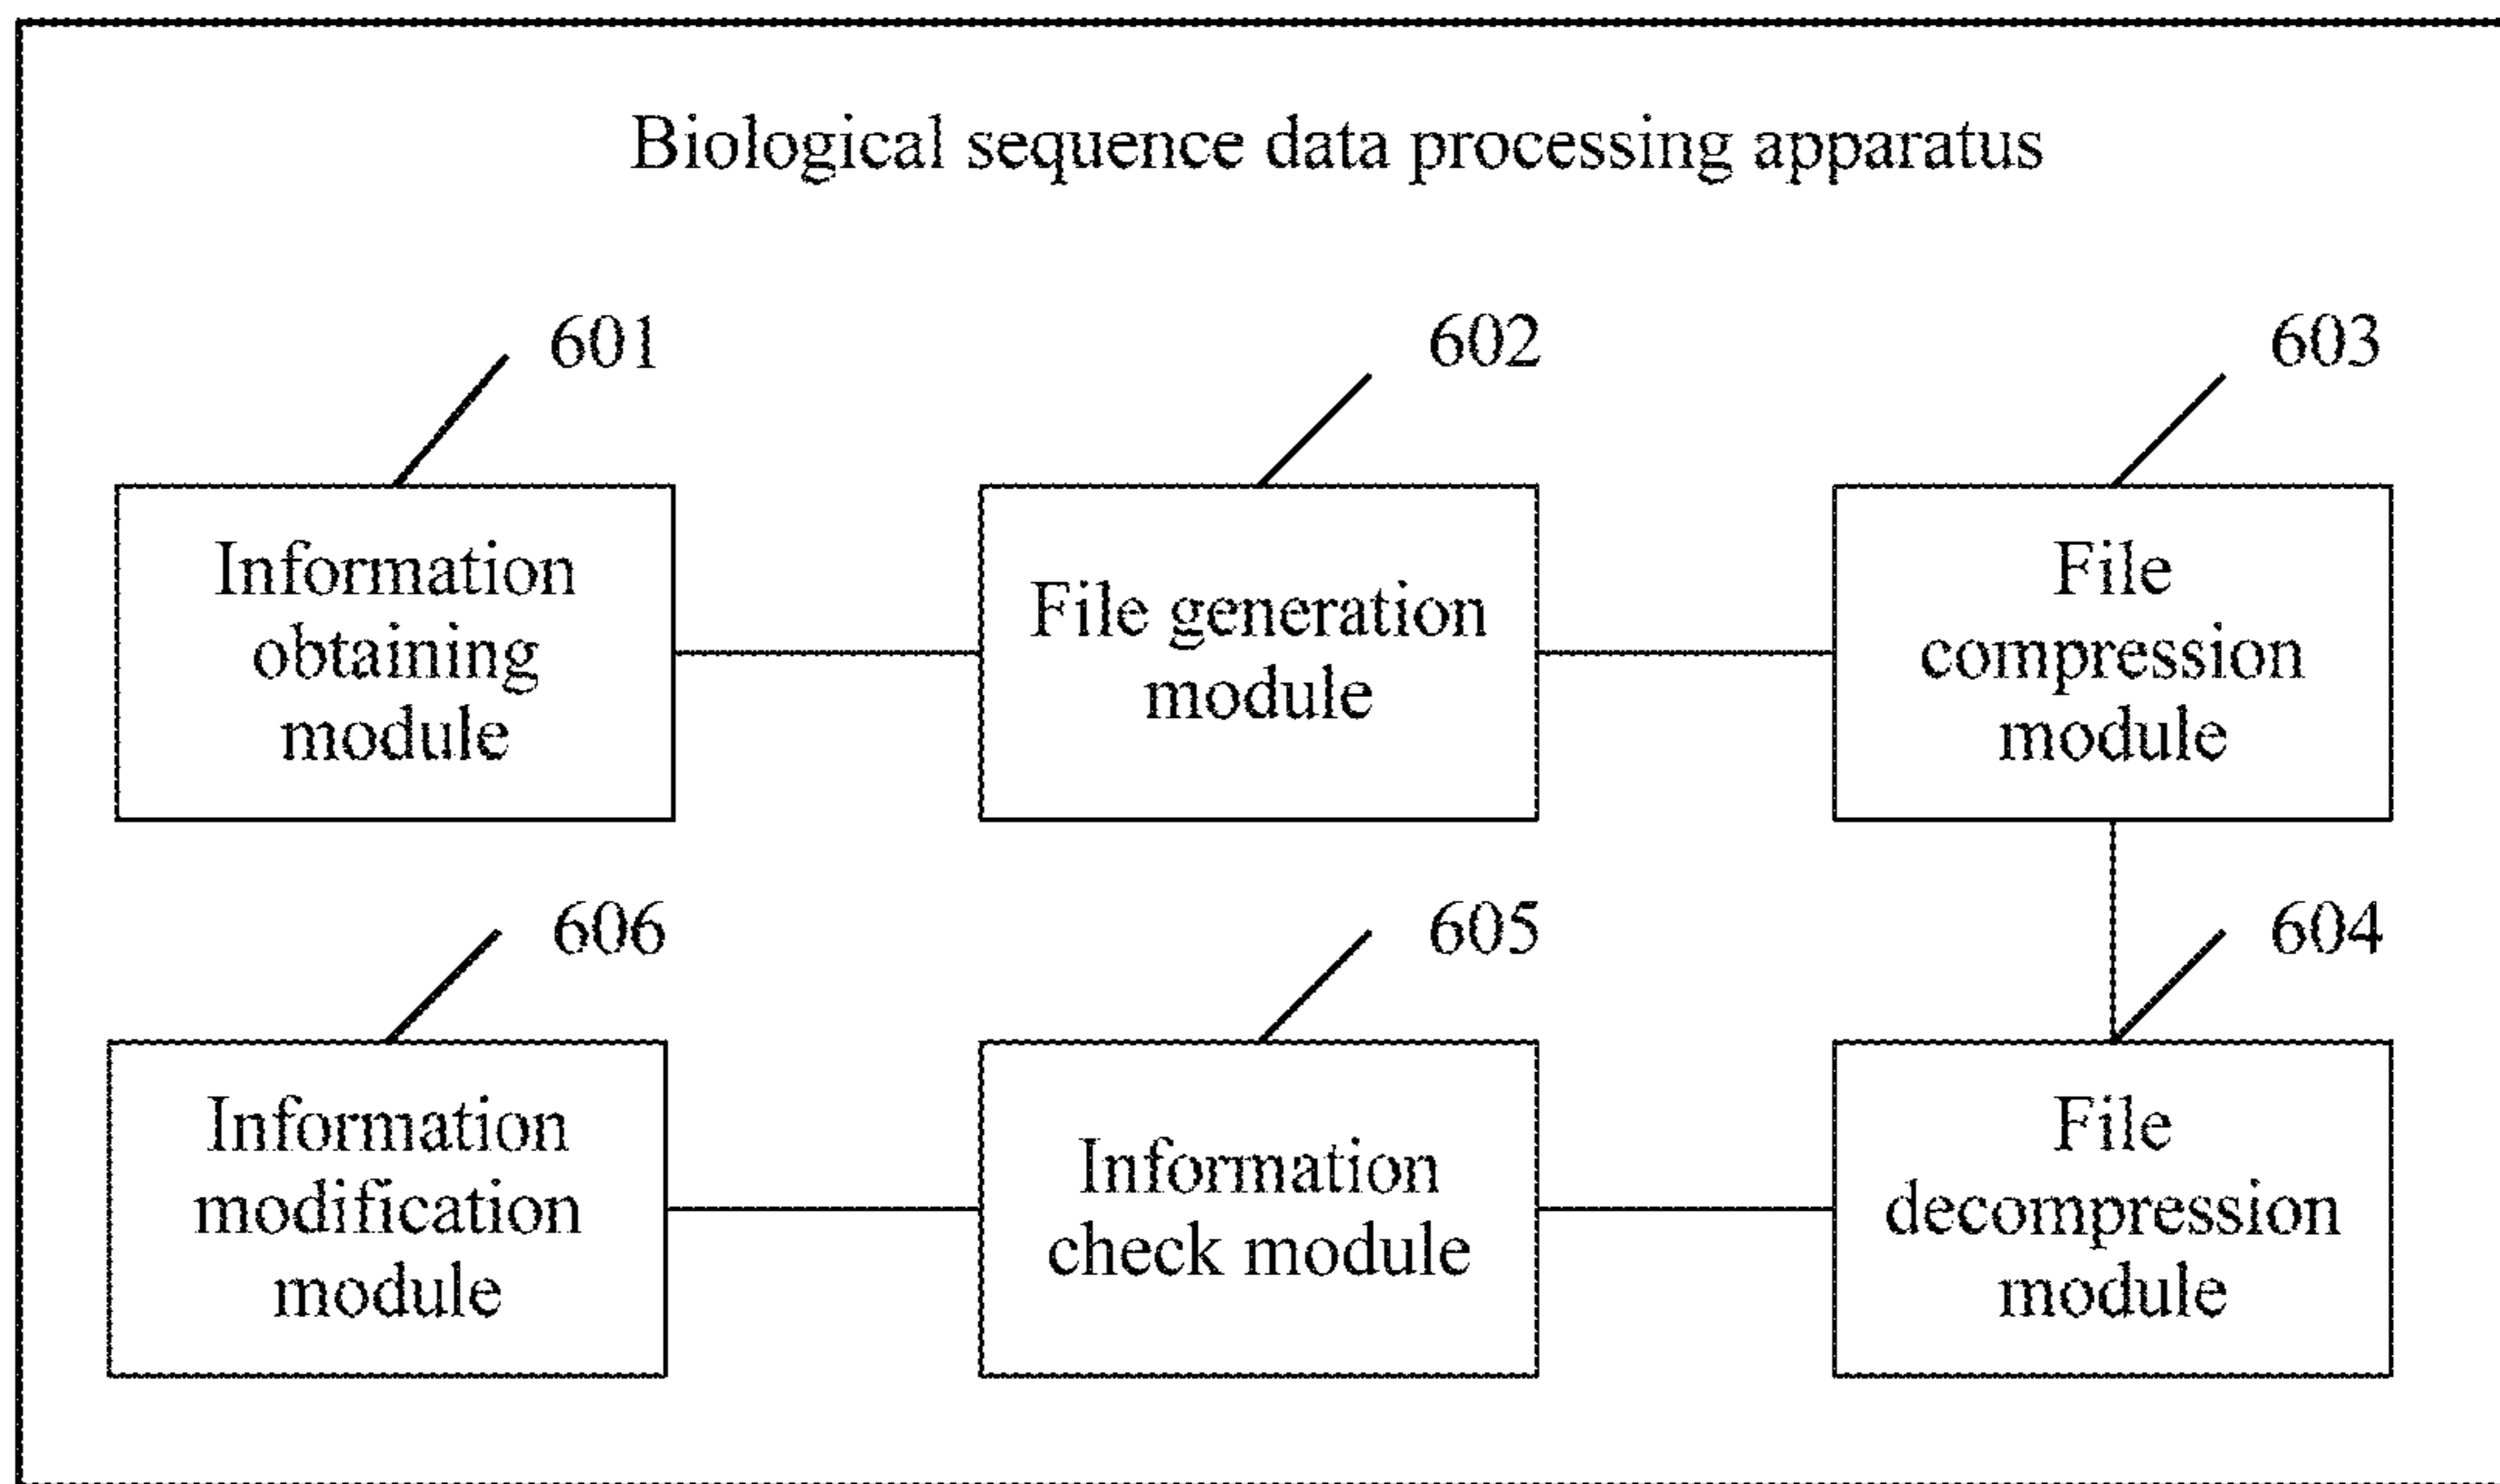 Biological sequence data processing apparatus
601
602
603
Information
obtaining
module
File generation
module
File
compression
module
606
605
604
Information
modification
module
Information
check module
File
decompression
module